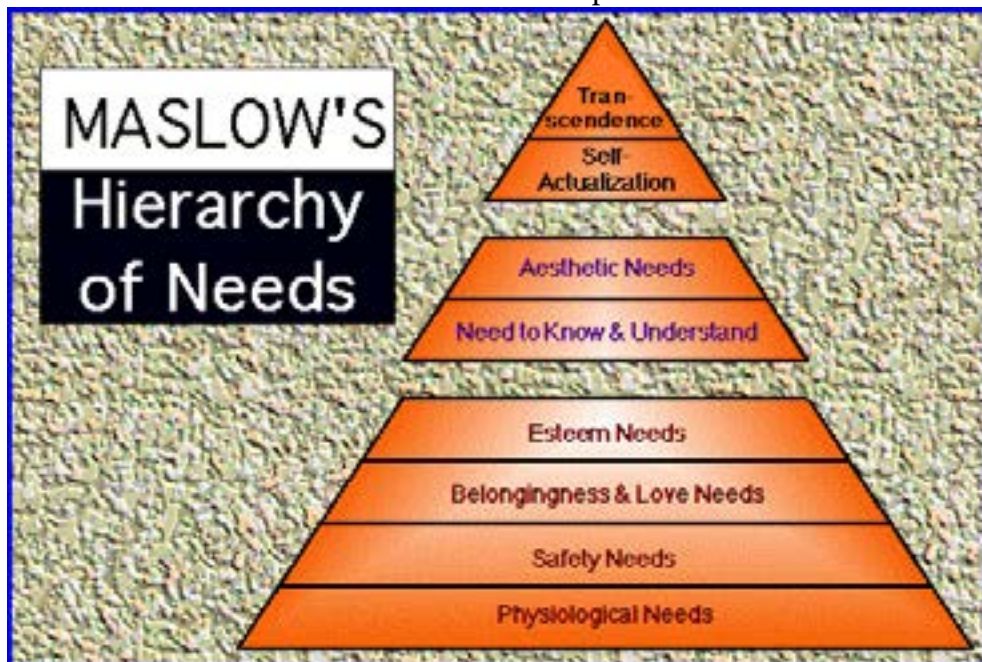 MASLOW'S
Hierarchy
of Needs
Tran-
scendence
Self-
Actualization
Aesthetic Needs
Need to Know & Understand
Esteem Needs
Belongingness & Love Needs
Safety Needs
Physiological Needs